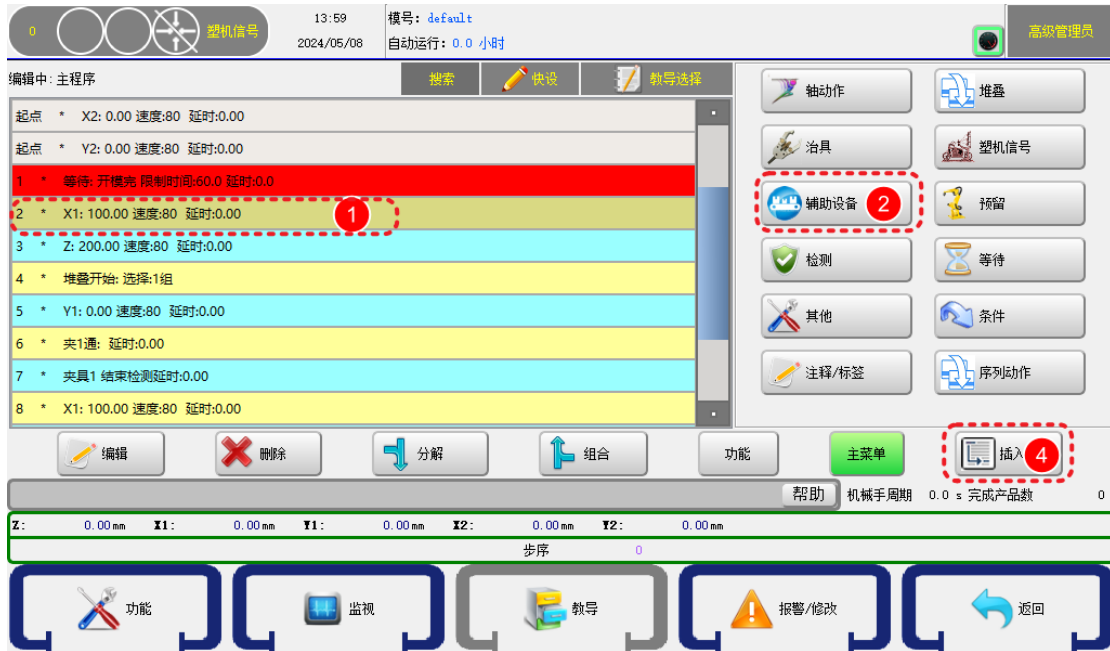 0 塑机信号 13:59 模号: default 高级管理员
2024/05/08 自动运行: 0.0 小时
编辑中: 主程序 搜索 快设 教导选择
起点 * X2: 0.00 速度:80 延时:0.00
起点 * Y2: 0.00 速度:80 延时:0.00
1 * 等待: 开模完 限制时间:60.0 延时:0.0
2 * X1: 100.00 速度:80 延时:0.00 1
3 * Z: 200.00 速度:80 延时:0.00
4 * 堆叠开始: 选择:1组
5 * Y1: 0.00 速度:80 延时:0.00
6 * 夹1通: 延时:0.00
7 * 夹具1 结束检测延时:0.00
8 * X1: 100.00 速度:80 延时:0.00
轴动作 堆叠
治具 塑机信号
辅助设备 2 预留
检测 等待
其他 条件
注释/标签 序列动作
编辑 删除 分解 组合 功能 主菜单 插入 4
帮助 机械手周期 0.0 s 完成产品数 0
Z: 0.00mm X1: 0.00mm Y1: 0.00mm X2: 0.00mm Y2: 0.00mm
步序 0
功能 监视 教导 报警/修改 返回